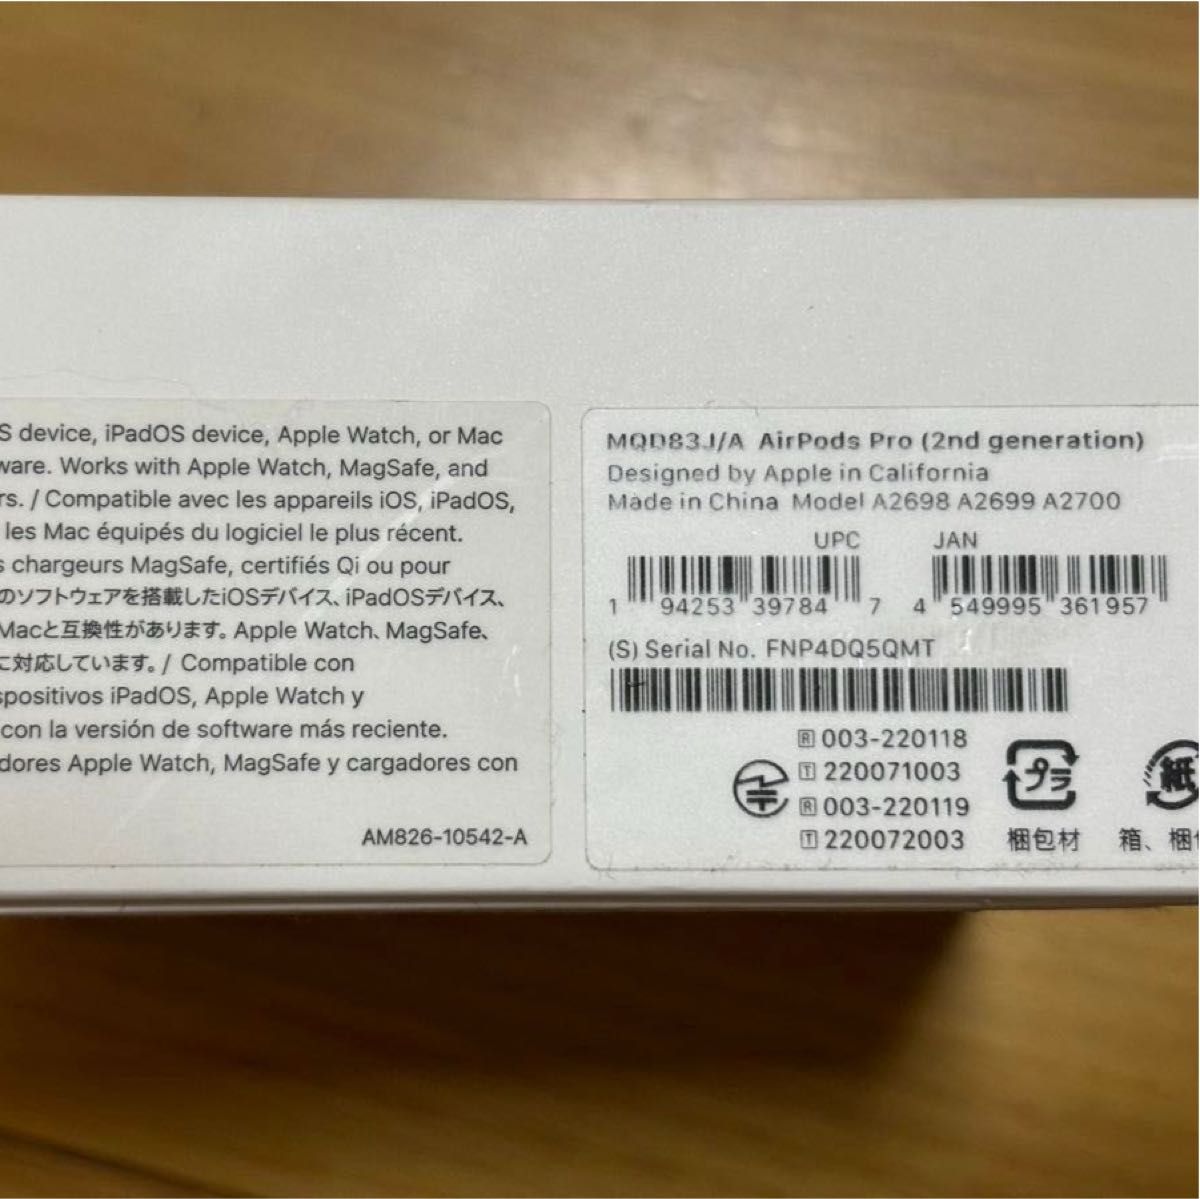 S device, iPadOS device, Apple Watch, or Mac
ware. Works with Apple Watch, MagSafe, and
rs. / Compatible avec les appareils iOS, iPadOS,
les Mac équipés du logiciel le plus récent.
s chargeurs MagSafe, certifiés Qi ou pour
のソフトウェアを搭載したiOSデバイス、iPadOSデバイス、
Macと互換性があります。Apple Watch、MagSafe、
に対応しています。/ Compatible con
spositivos iPadOS, Apple Watch y
con la versión de software más reciente.
dores Apple Watch, MagSafe y cargadores con
AM826-10542-A
MQD83J/A AirPods Pro (2nd generation)
Designed by Apple in California
Made in China Model A2698 A2699 A2700
UPC JAN
1 94253 39784 7 4 549995 361957
(S) Serial No. FNP4DQ5QMT
R 003-220118
T 220071003
R 003-220119
T 220072003
プラ
梱包材
紙
箱、梱包